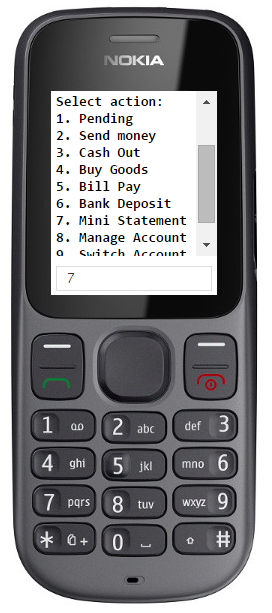 NOKIA
Select action:
1. Pending
2. Send money
3. Cash Out
4. Buy Goods
5. Bill Pay
6. Bank Deposit
7. Mini Statement
8. Manage Account
9. Switch Account
7
1 2 abc def 3
4 ghi 5 jkl mno 6
7 pqrs 8 tuv wxyz 9
* + 0 #